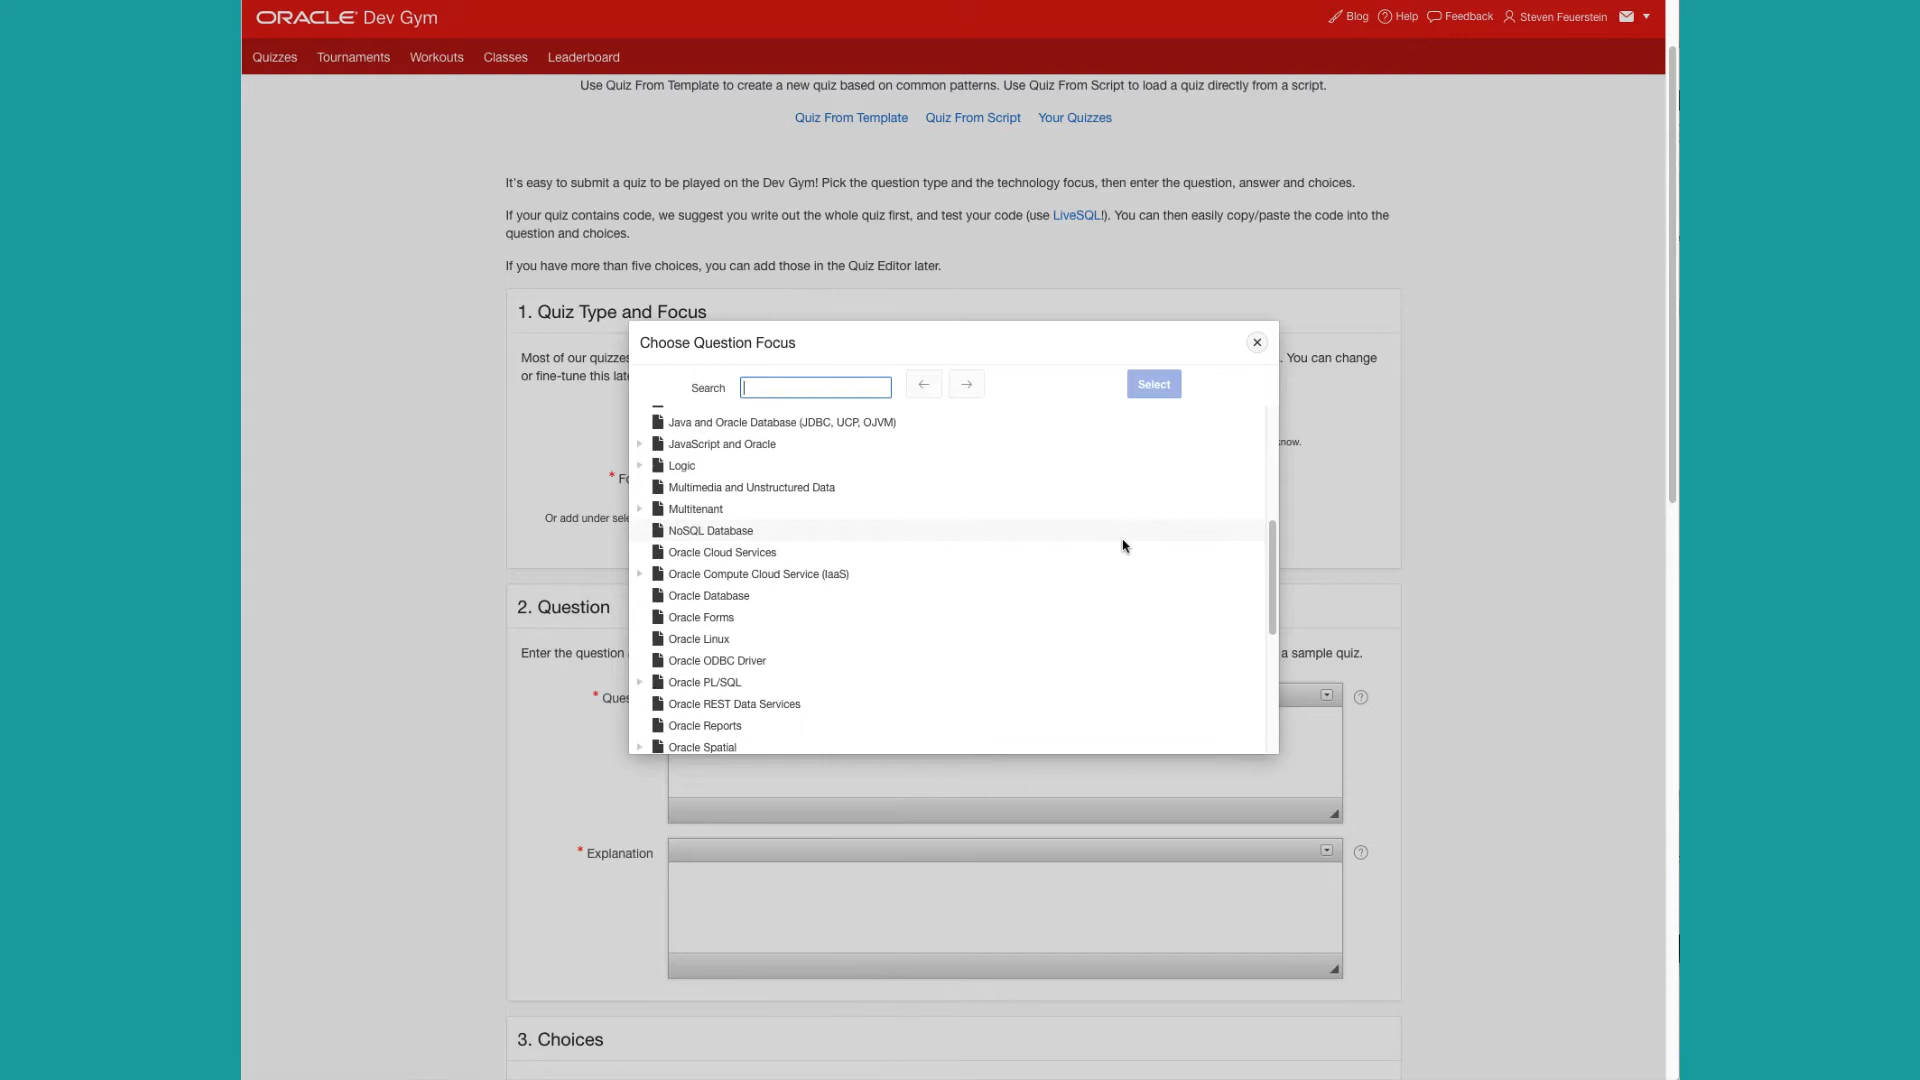 ORACLE Dev Gym
Blog
Help
Feedback
Steven Feuerstein
Quizzes
Tournaments
Workouts
Classes
Leaderboard
Use Quiz From Template to create a new quiz based on common patterns. Use Quiz From Script to load a quiz directly from a script.
Quiz From Template
Quiz From Script
Your Quizzes
It's easy to submit a quiz to be played on the Dev Gym! Pick the question type and the technology focus, then enter the question, answer and choices.
If your quiz contains code, we suggest you write out the whole quiz first, and test your code (use LiveSQL!). You can then easily copy/paste the code into the
question and choices.
If you have more than five choices, you can add those in the Quiz Editor later.
1. Quiz Type and Focus
Most of our quizzes
. You can change
or fine-tune this late
know.
* Fo
Or add under sele
Choose Question Focus
Search
Select
Java and Oracle Database (JDBC, UCP, OJVM)
JavaScript and Oracle
Logic
Multimedia and Unstructured Data
Multitenant
NoSQL Database
Oracle Cloud Services
Oracle Compute Cloud Service (IaaS)
Oracle Database
Oracle Forms
Oracle Linux
Oracle ODBC Driver
Oracle PL/SQL
Oracle REST Data Services
Oracle Reports
Oracle Spatial
2. Question
Enter the question
a sample quiz.
* Ques
* Explanation
3. Choices